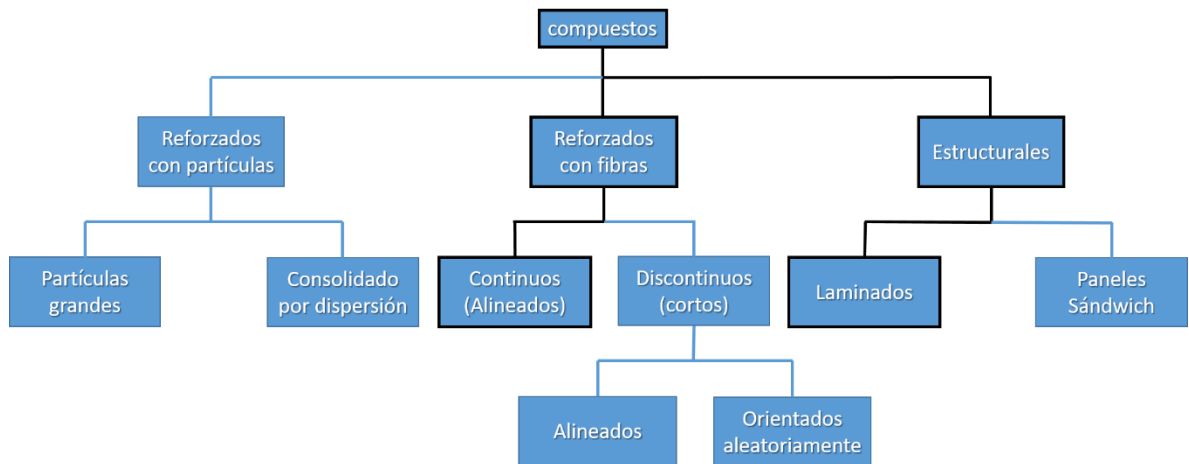 compuestos
Reforzados
con partículas
Reforzados
con fibras
Estructurales
Partículas
grandes
Consolidado
por dispersión
Continuos
(Alineados)
Discontinuos
(cortos)
Laminados
Paneles
Sándwich
Alineados
Orientados
aleatoriamente